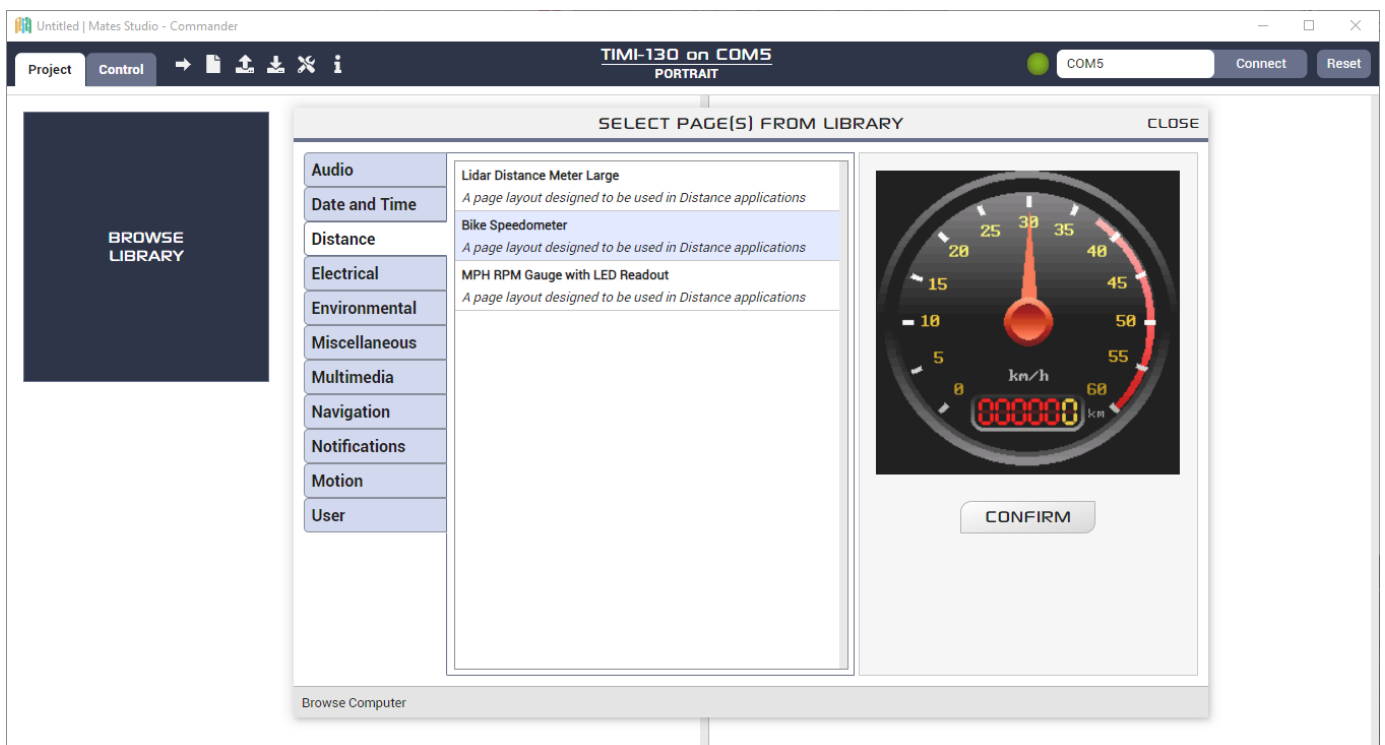 Untitled | Mates Studio - Commander
Project
Control
TIMI-130 on COM5
PORTRAIT
COM5
Connect
Reset
BROWSE
LIBRARY
SELECT PAGE(S) FROM LIBRARY
CLOSE
Audio
Date and Time
Distance
Electrical
Environmental
Miscellaneous
Multimedia
Navigation
Notifications
Motion
User
Lidar Distance Meter Large
A page layout designed to be used in Distance applications
Bike Speedometer
A page layout designed to be used in Distance applications
MPH RPM Gauge with LED Readout
A page layout designed to be used in Distance applications
0
5
10
15
20
25
30
35
40
45
50
55
60
km/h
000000
km
CONFIRM
Browse Computer